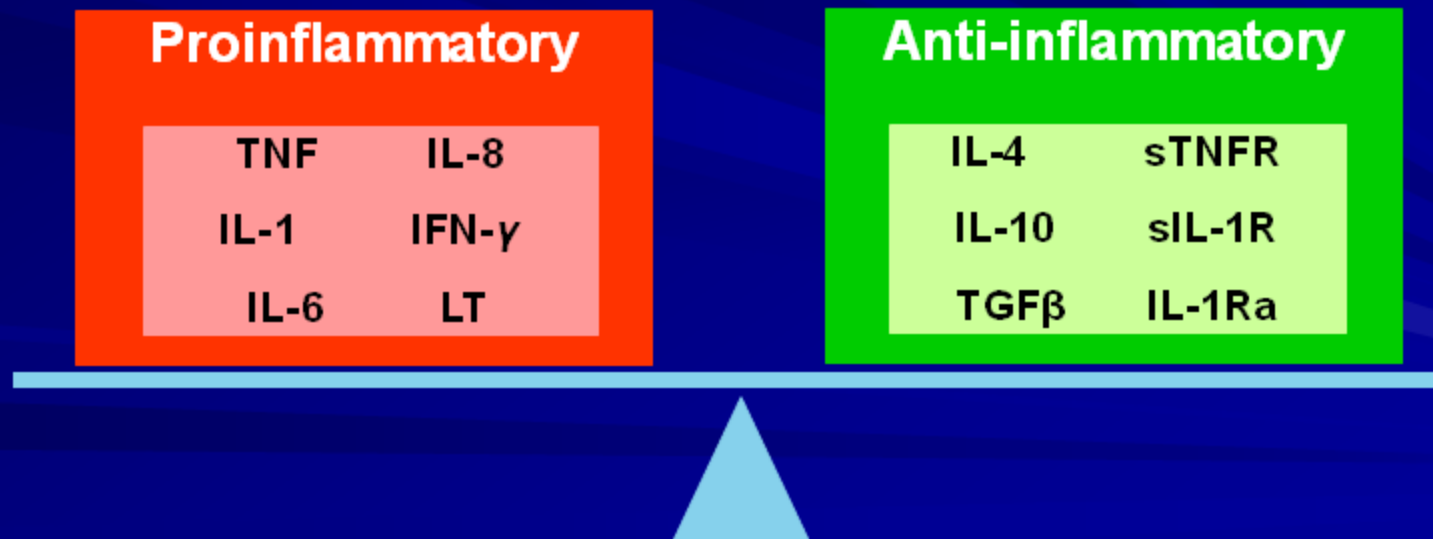 Proinflammatory
TNF IL-8
IL-1 IFN-γ
IL-6 LT
Anti-inflammatory
IL-4 sTNFR
IL-10 sIL-1R
TGFβ IL-1Ra